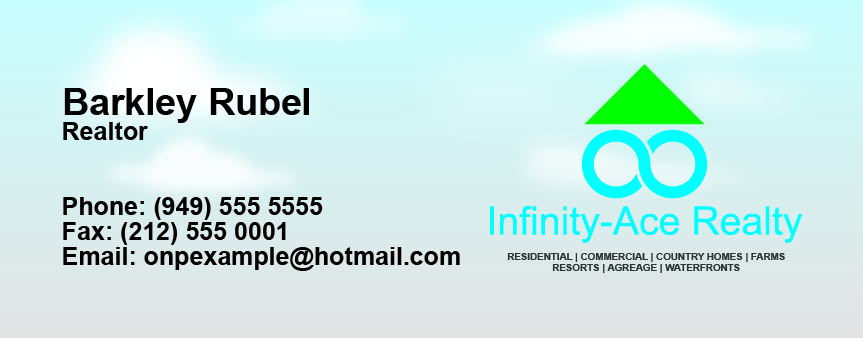 Barkley Rubel
Realtor
Phone: (949) 555 5555
Fax: (212) 555 0001
Email: onpexample@hotmail.com
Infinity-Ace Realty
RESIDENTIAL | COMMERCIAL | COUNTRY HOMES | FARMS
RESORTS | AGREAGE | WATERFRONTS